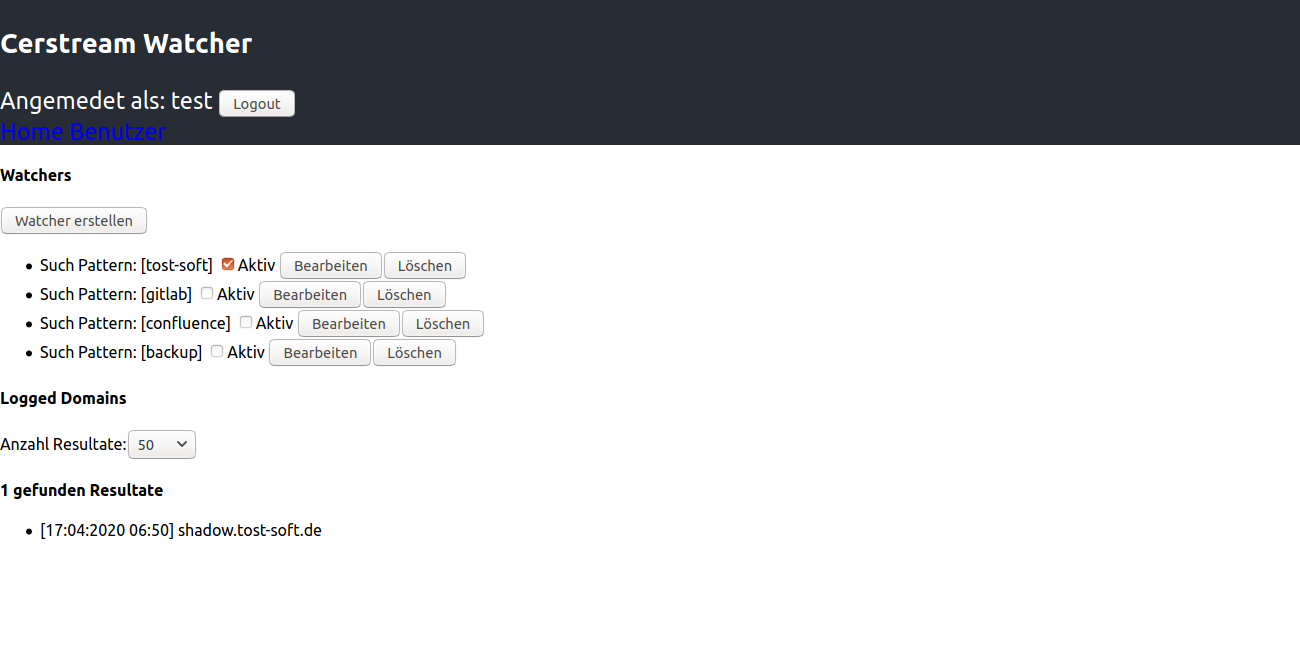 Cerstream Watcher
Angemedet als: test Logout
Home Benutzer
Watchers
Watcher erstellen
Such Pattern: [tost-soft] Aktiv Bearbeiten Löschen
Such Pattern: [gitlab] Aktiv Bearbeiten Löschen
Such Pattern: [confluence] Aktiv Bearbeiten Löschen
Such Pattern: [backup] Aktiv Bearbeiten Löschen
Logged Domains
Anzahl Resultate: 50
1 gefunden Resultate
[17:04:2020 06:50] shadow.tost-soft.de